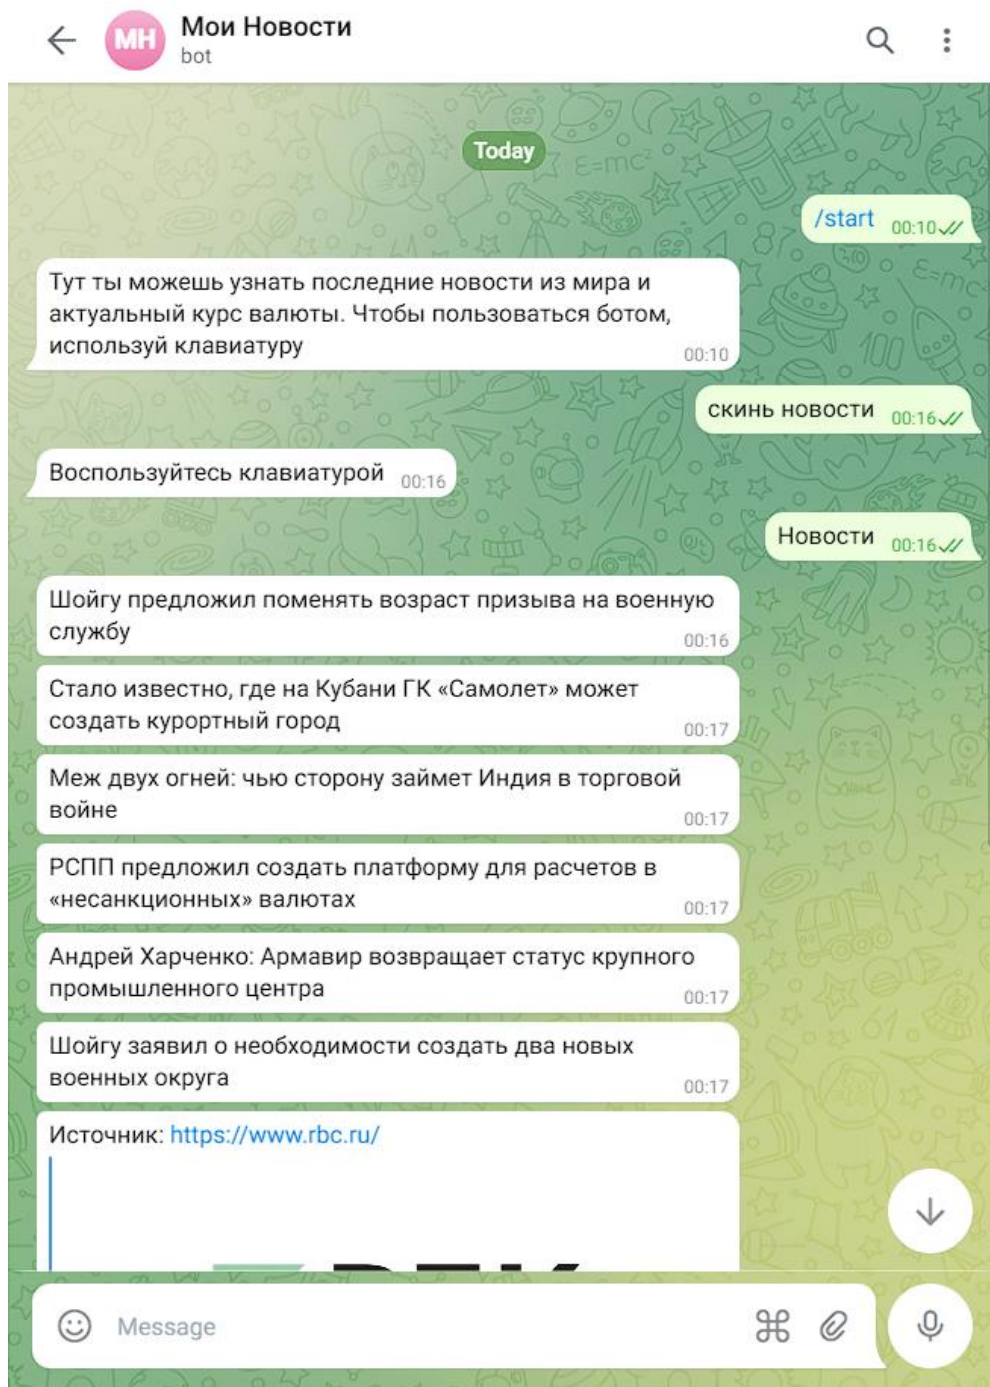 МН
Мои Новости
bot
Today
/start 00:10
Тут ты можешь узнать последние новости из мира и
актуальный курс валюты. Чтобы пользоваться ботом,
используй клавиатуру
00:10
скинь новости 00:16
Воспользуйтесь клавиатурой 00:16
Новости 00:16
Шойгу предложил поменять возраст призыва на военную
службу
00:16
Стало известно, где на Кубани ГК «Самолет» может
создать курортный город
00:17
Меж двух огней: чью сторону займет Индия в торговой
войне
00:17
РСПП предложил создать платформу для расчетов в
«несанкционных» валютах
00:17
Андрей Харченко: Армавир возвращает статус крупного
промышленного центра
00:17
Шойгу заявил о необходимости создать два новых
военных округа
00:17
Источник: https://www.rbc.ru/
Message